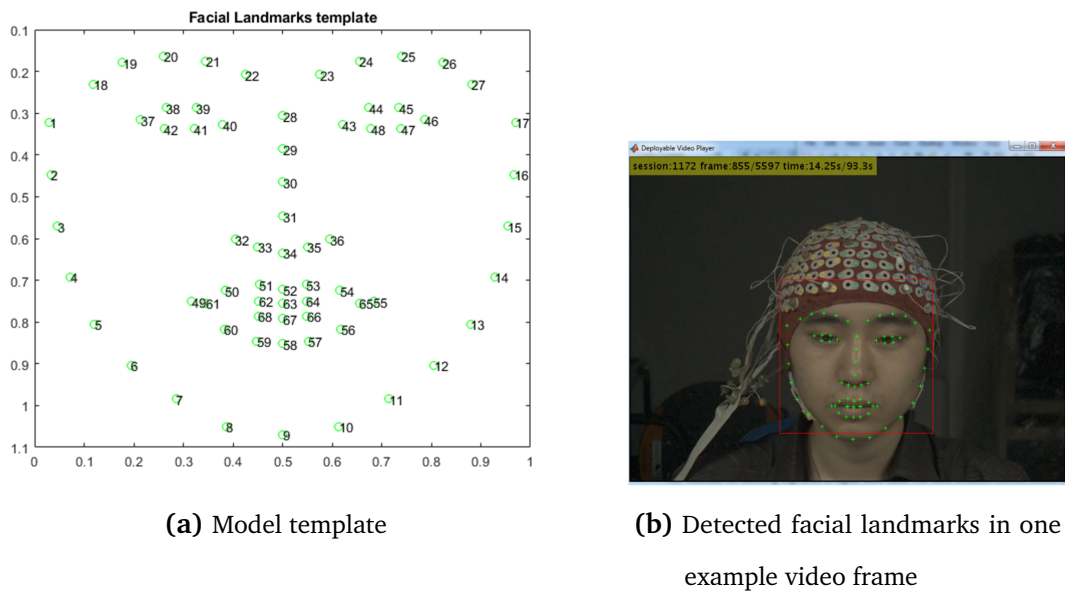 Facial Landmarks template
0.1
19 20 21 24 25 26
0.2
18 22 23 27
0.3
38 39 44 45
1 37 28 46 17
42 41 40 43 48 47
0.4
29
2 30 16
0.5
31
3 15
0.6
32 33 34 35 36
0.7
4 14
50 51 52 53 54
49 61 62 63 64 65 55
0.8
5 60 68 67 66 56 13
59 58 57
0.9
6 12
1
7 11
8 9 10
1.1
0 0.1 0.2 0.3 0.4 0.5 0.6 0.7 0.8 0.9 1
(a) Model template
Deployable Video Player
session:1172 frame:855/5597 time:14.25s/93.3s
(b) Detected facial landmarks in one
example video frame